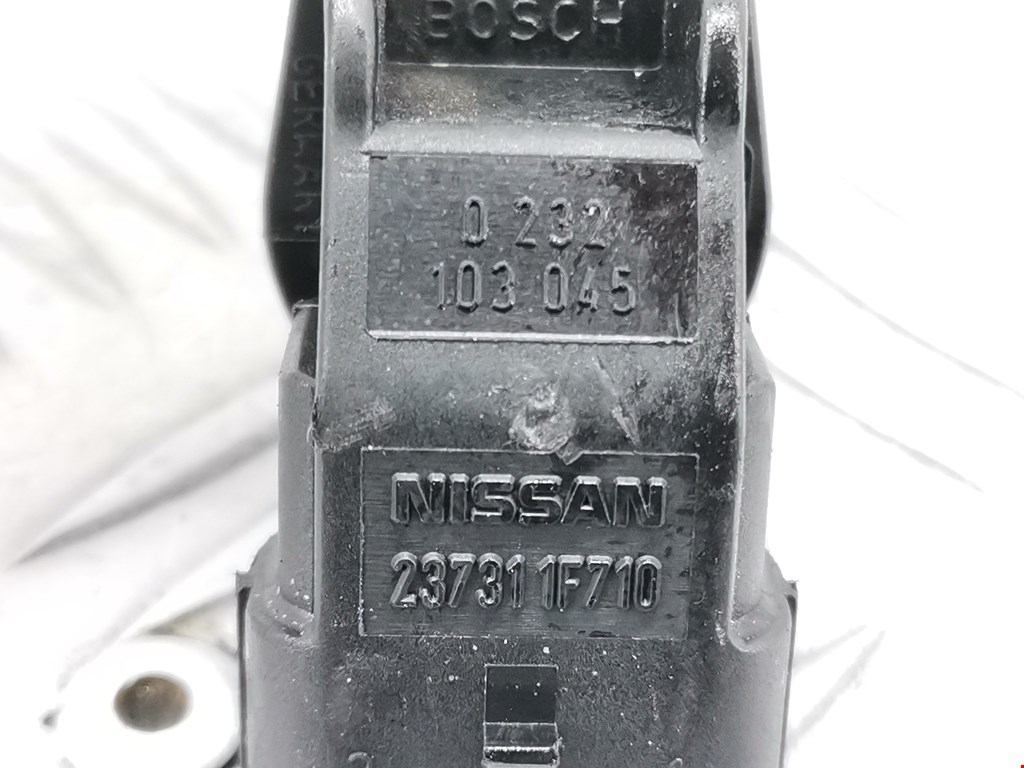 BOSCH
GERMANY
0 232
103 045
NISSAN
23731 1F710